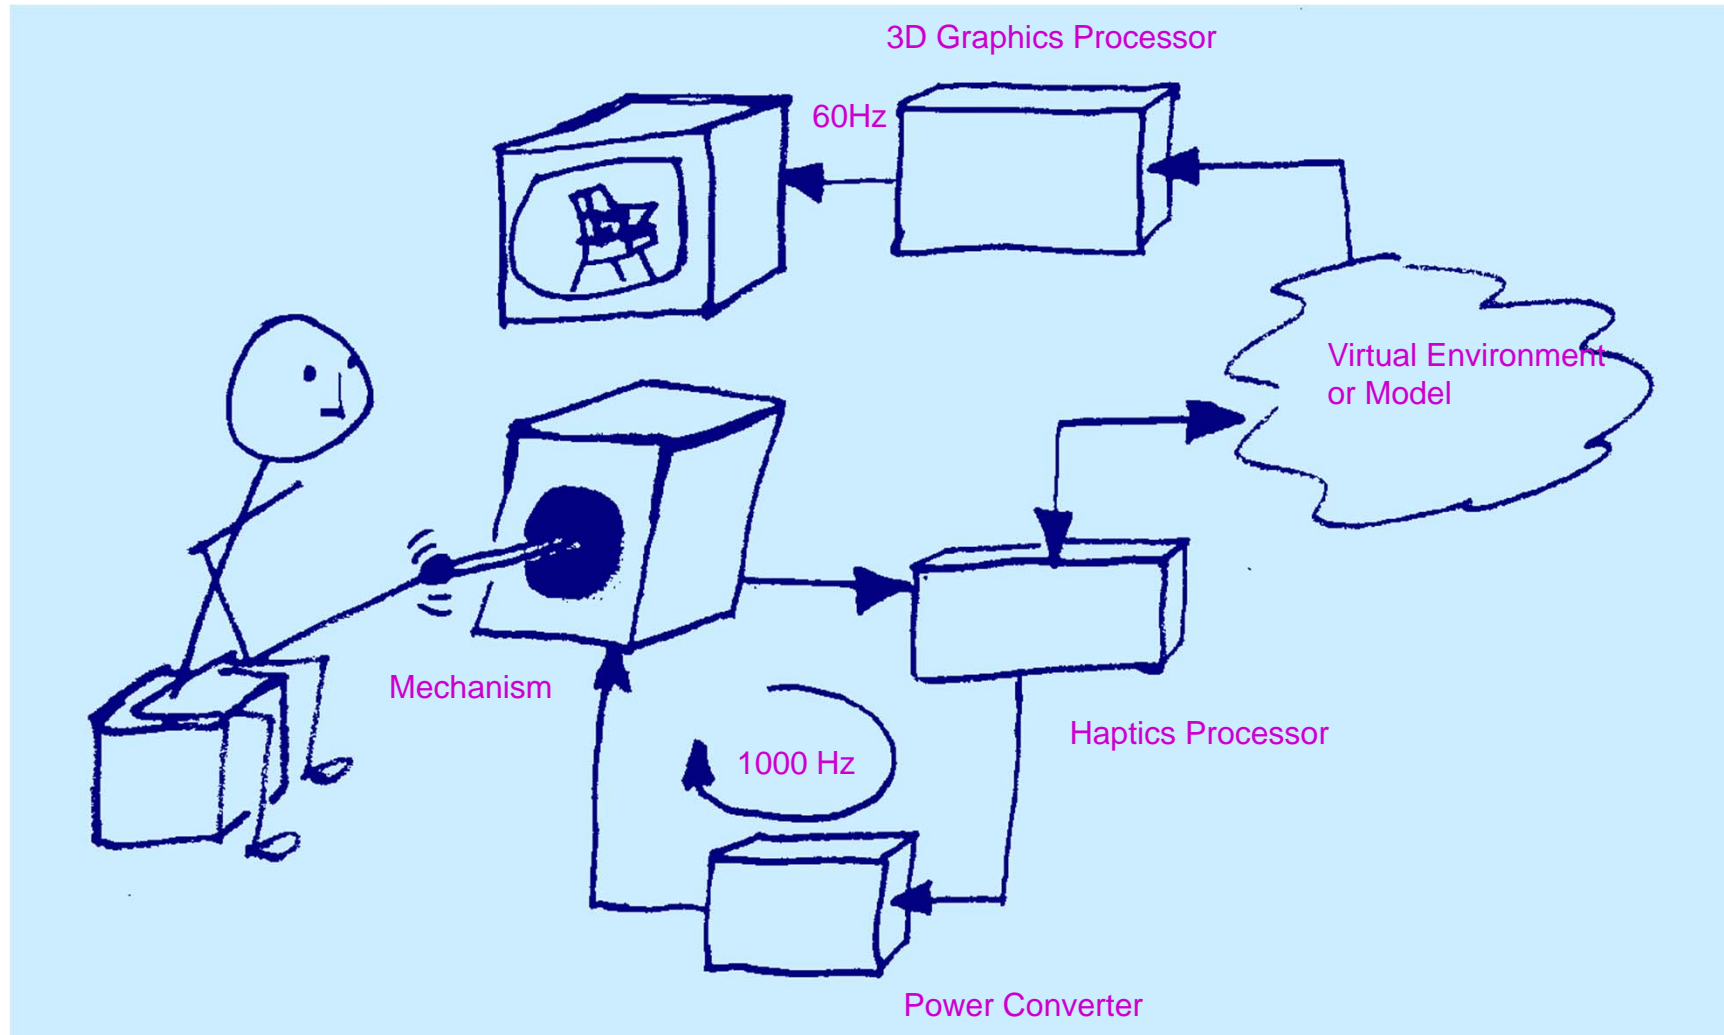 3D Graphics Processor
60Hz
Virtual Environment
or Model
Mechanism
Haptics Processor
1000 Hz
Power Converter